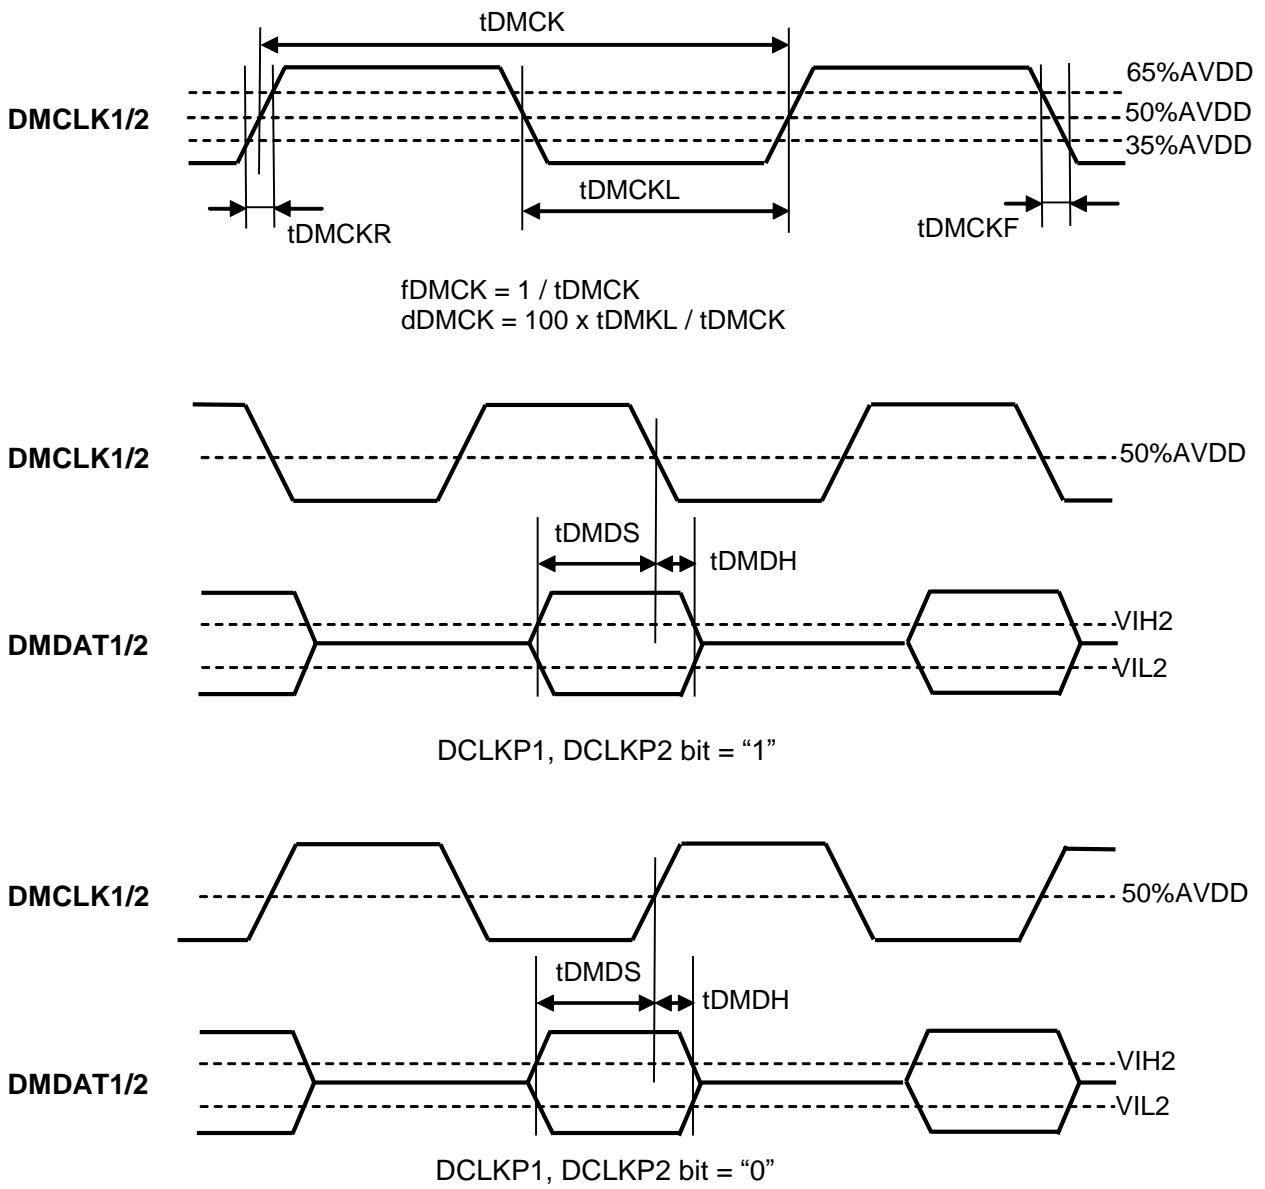 tDMCK
65%AVDD
DMCLK1/2
50%AVDD
35%AVDD
tDMCKL
tDMCKR
tDMCKF
fDMCK = 1 / tDMCK
dDMCK = 100 x tDMKL / tDMCK
DMCLK1/2
50%AVDD
tDMDS
tDMDH
VIH2
DMDAT1/2
VIL2
DCLKP1, DCLKP2 bit = “1”
DMCLK1/2
50%AVDD
tDMDS
tDMDH
VIH2
DMDAT1/2
VIL2
DCLKP1, DCLKP2 bit = “0”